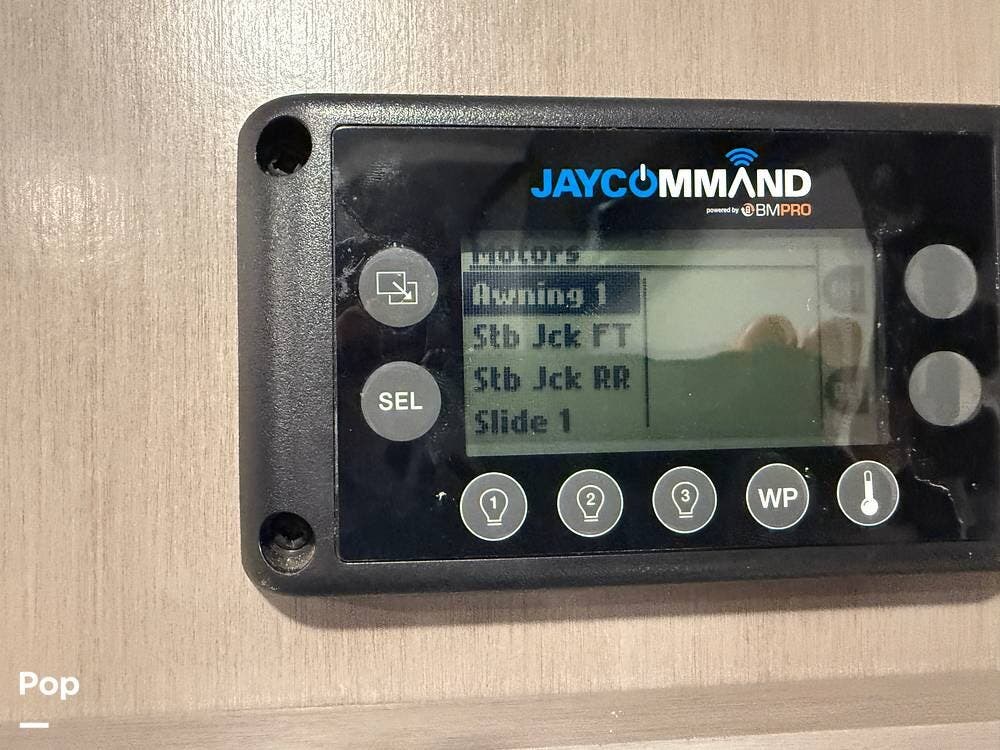 JAYCOMMAND
powered by BMPRO
Motors
Awning 1
Stb Jck FT
Stb Jck RR
Slide 1
SEL
1 2 3 WP
Pop